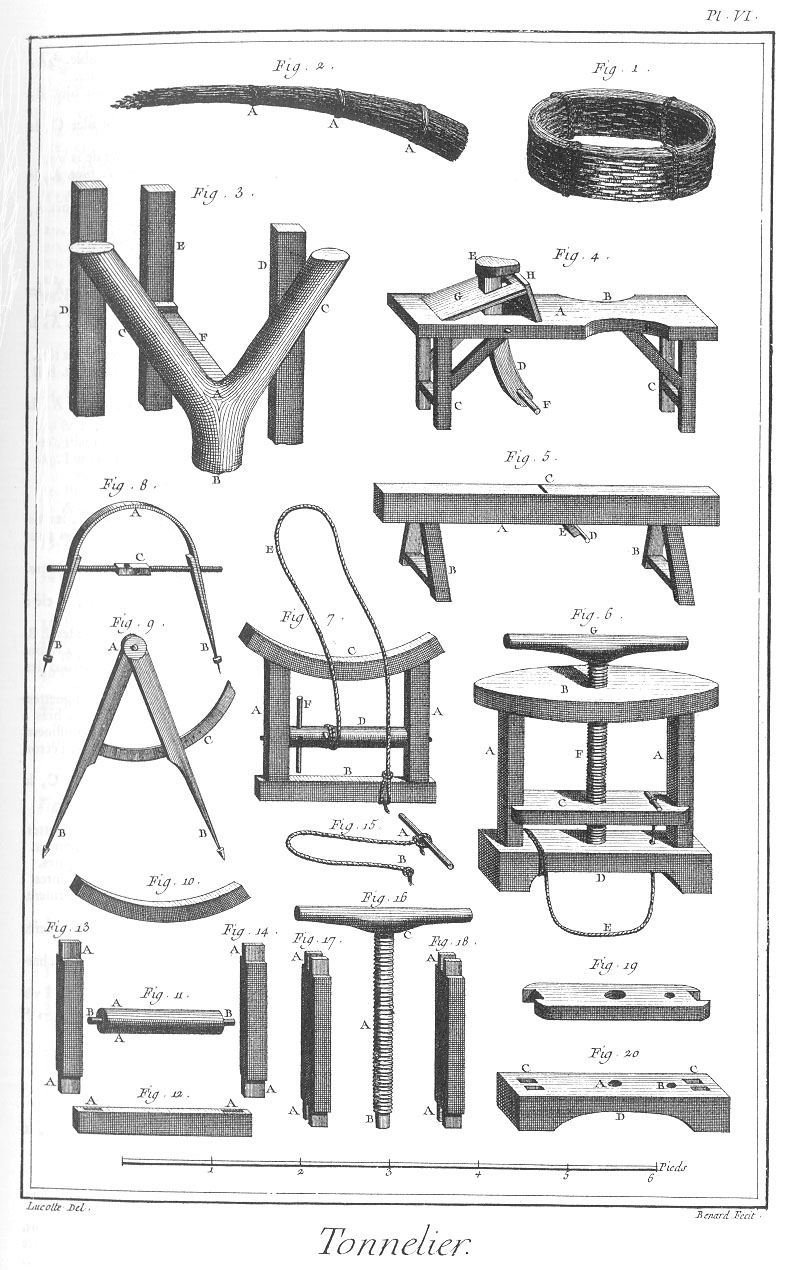 Pl. VI.
Fig. 2. Fig. 1.
A A A
Fig. 3.
E D D C C F A B
Fig. 4.
E H G A B D F C C
Fig. 5.
C A E D B B
Fig. 8.
A C B B
Fig. 7.
E C A F D A B
Fig. 6.
G B A F A C D E
Fig. 9.
A C B B
Fig. 15.
A B
Fig. 10.
Fig. 16
C A B
Fig. 13
A A
Fig. 14.
A A
Fig. 17.
A A
Fig. 18.
A A
Fig. 11.
A B B A
Fig. 12.
A A
Fig. 19
Fig. 20
C C A B D
1 2 3 4 5 6 Pieds
Lucotte Del. Benard Fecit.
Tonnelier.